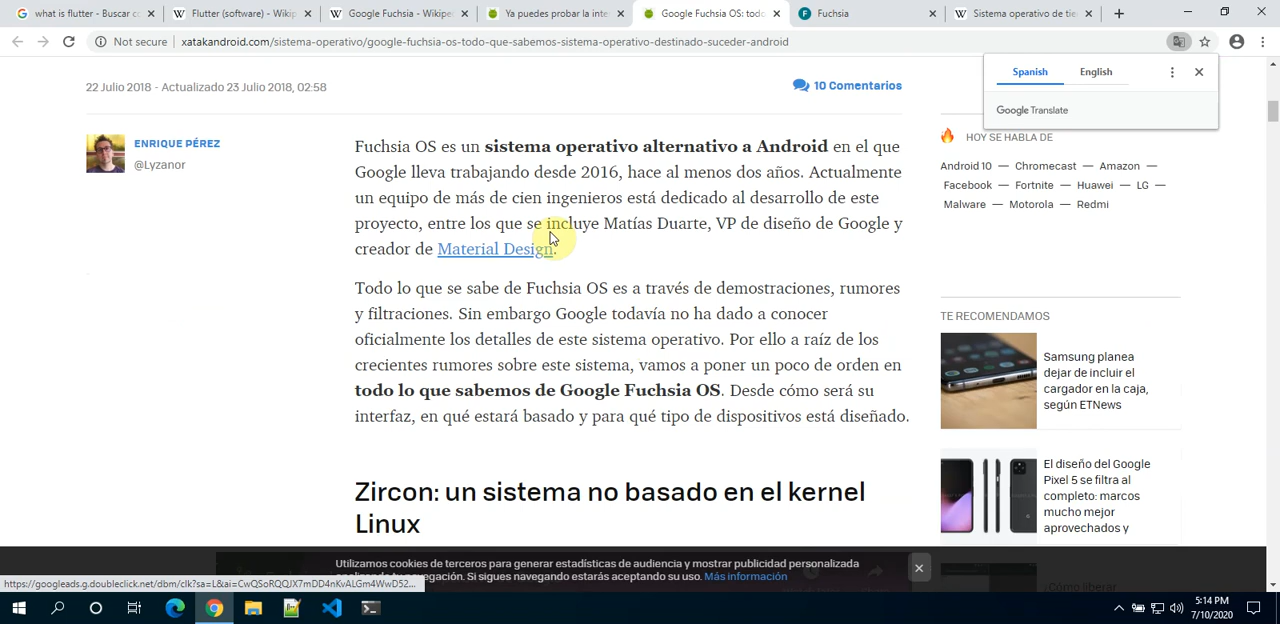 what is flutter - Buscar c
Flutter (software) - Wikip
Google Fuchsia - Wikipe
Ya puedes probar la inte
Google Fuchsia OS: todo
Fuchsia
Sistema operativo de tie
Not secure
xatakandroid.com/sistema-operativo/google-fuchsia-os-todo-que-sabemos-sistema-operativo-destinado-suceder-android
Spanish
English
Google Translate
22 Julio 2018 - Actualizado 23 Julio 2018, 02:58
10 Comentarios
ENRIQUE PÉREZ
@Lyzanor
Fuchsia OS es un sistema operativo alternativo a Android en el que
Google lleva trabajando desde 2016, hace al menos dos años. Actualmente
un equipo de más de cien ingenieros está dedicado al desarrollo de este
proyecto, entre los que se incluye Matías Duarte, VP de diseño de Google y
creador de Material Design.
Todo lo que se sabe de Fuchsia OS es a través de demostraciones, rumores
y filtraciones. Sin embargo Google todavía no ha dado a conocer
oficialmente los detalles de este sistema operativo. Por ello a raíz de los
crecientes rumores sobre este sistema, vamos a poner un poco de orden en
todo lo que sabemos de Google Fuchsia OS. Desde cómo será su
interfaz, en qué estará basado y para qué tipo de dispositivos está diseñado.
Zircon: un sistema no basado en el kernel
Linux
HOY SE HABLA DE
Android 10 — Chromecast — Amazon —
Facebook — Fortnite — Huawei — LG —
Malware — Motorola — Redmi
TE RECOMENDAMOS
Samsung planea
dejar de incluir el
cargador en la caja,
según ETNews
El diseño del Google
Pixel 5 se filtra al
completo: marcos
mucho mejor
aprovechados y
¿Cómo liberar
Utilizamos cookies de terceros para generar estadísticas de audiencia y mostrar publicidad personalizada
navegación. Si sigues navegando estarás aceptando su uso. Más información
https://googleads.g.doubleclick.net/dbm/clk?sa=L&ai=CwQSoRQQJX7mDD4nKvALGm4WwD52...
5:14 PM
7/10/2020